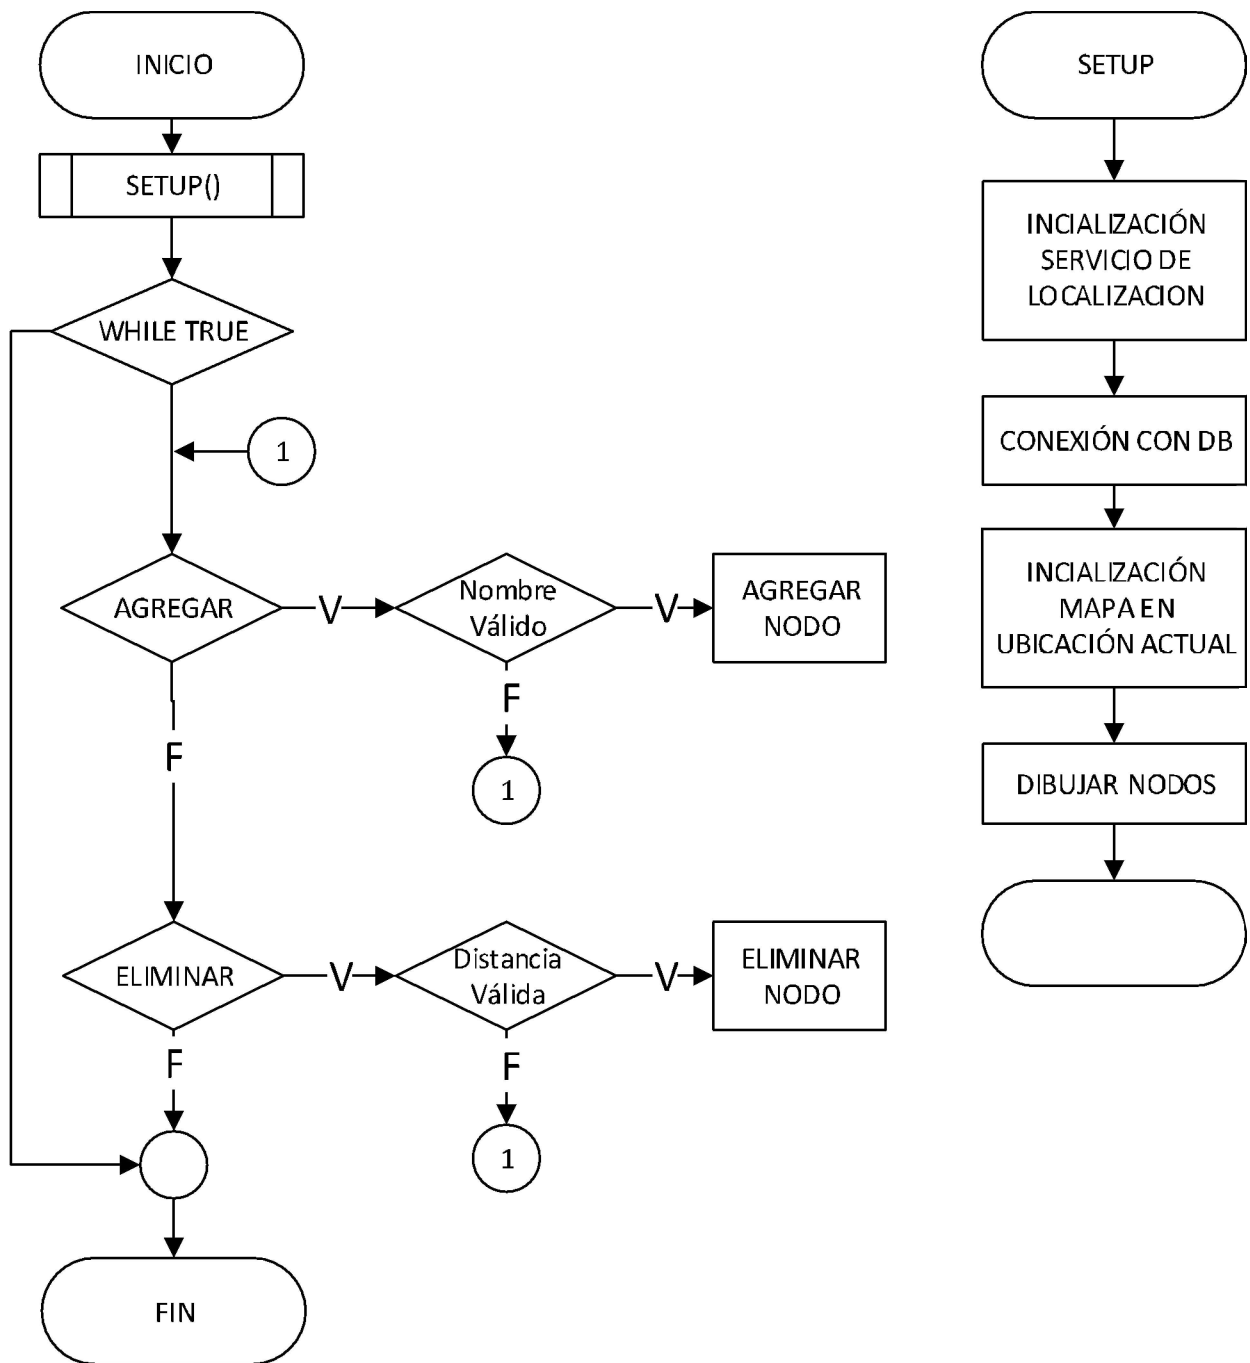 INICIO
SETUP()
WHILE TRUE
1
AGREGAR
V
Nombre
Válido
V
AGREGAR
NODO
F
1
F
ELIMINAR
V
Distancia
Válida
V
ELIMINAR
NODO
F
F
1
FIN
SETUP
INCIALIZACIÓN
SERVICIO DE
LOCALIZACION
CONEXIÓN CON DB
INCIALIZACIÓN
MAPA EN
UBICACIÓN ACTUAL
DIBUJAR NODOS